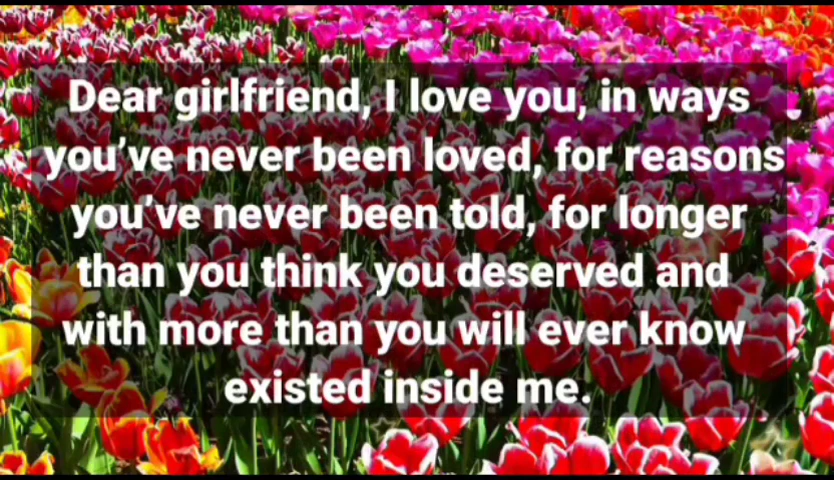 Dear girlfriend, I love you, in ways
you've never been loved, for reasons
you've never been told, for longer
than you think you deserved and
with more than you will ever know
existed inside me.